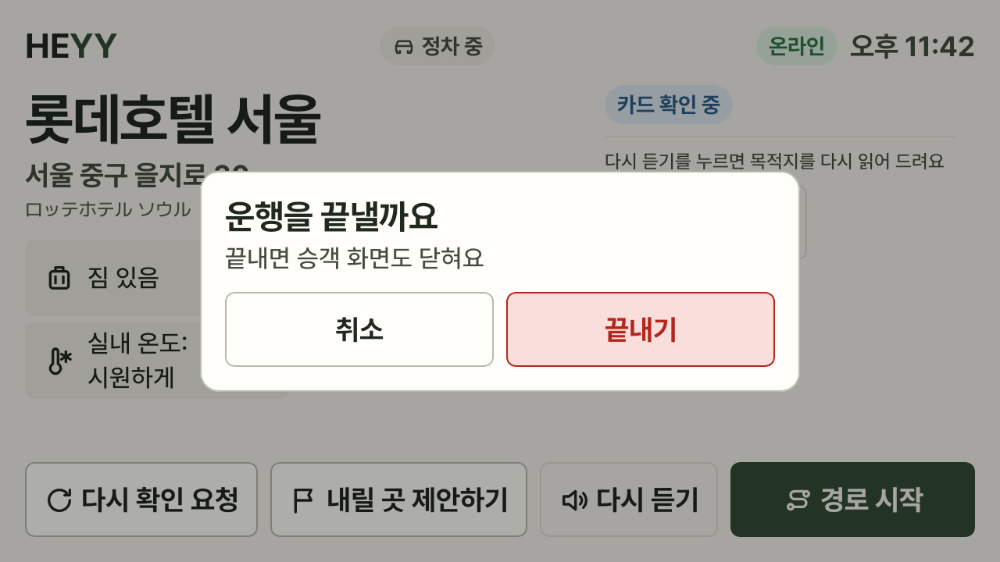 HEYY
정차 중
온라인
오후 11:42
롯데호텔 서울
카드 확인 중
서울 중구 을지로
다시 듣기를 누르면 목적지를 다시 읽어 드려요
ロッテホテル ソウル
운행을 끝낼까요
끝내면 승객 화면도 닫혀요
취소
끝내기
짐 있음
실내 온도:
시원하게
다시 확인 요청
내릴 곳 제안하기
다시 듣기
경로 시작